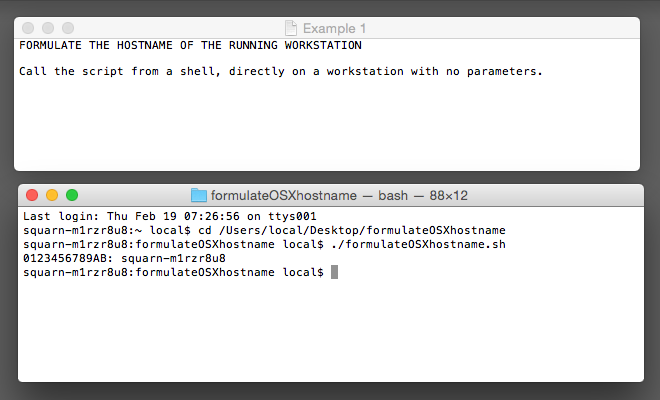 Example 1
FORMULATE THE HOSTNAME OF THE RUNNING WORKSTATION
Call the script from a shell, directly on a workstation with no parameters.
formulateOSXhostname — bash — 88×12
Last login: Thu Feb 19 07:26:56 on ttys001
squarn-m1rzr8u8:~ local$ cd /Users/local/Desktop/formulateOSXhostname
squarn-m1rzr8u8:formulateOSXhostname local$ ./formulateOSXhostname.sh
0123456789AB: squarn-m1rzr8u8
squarn-m1rzr8u8:formulateOSXhostname local$